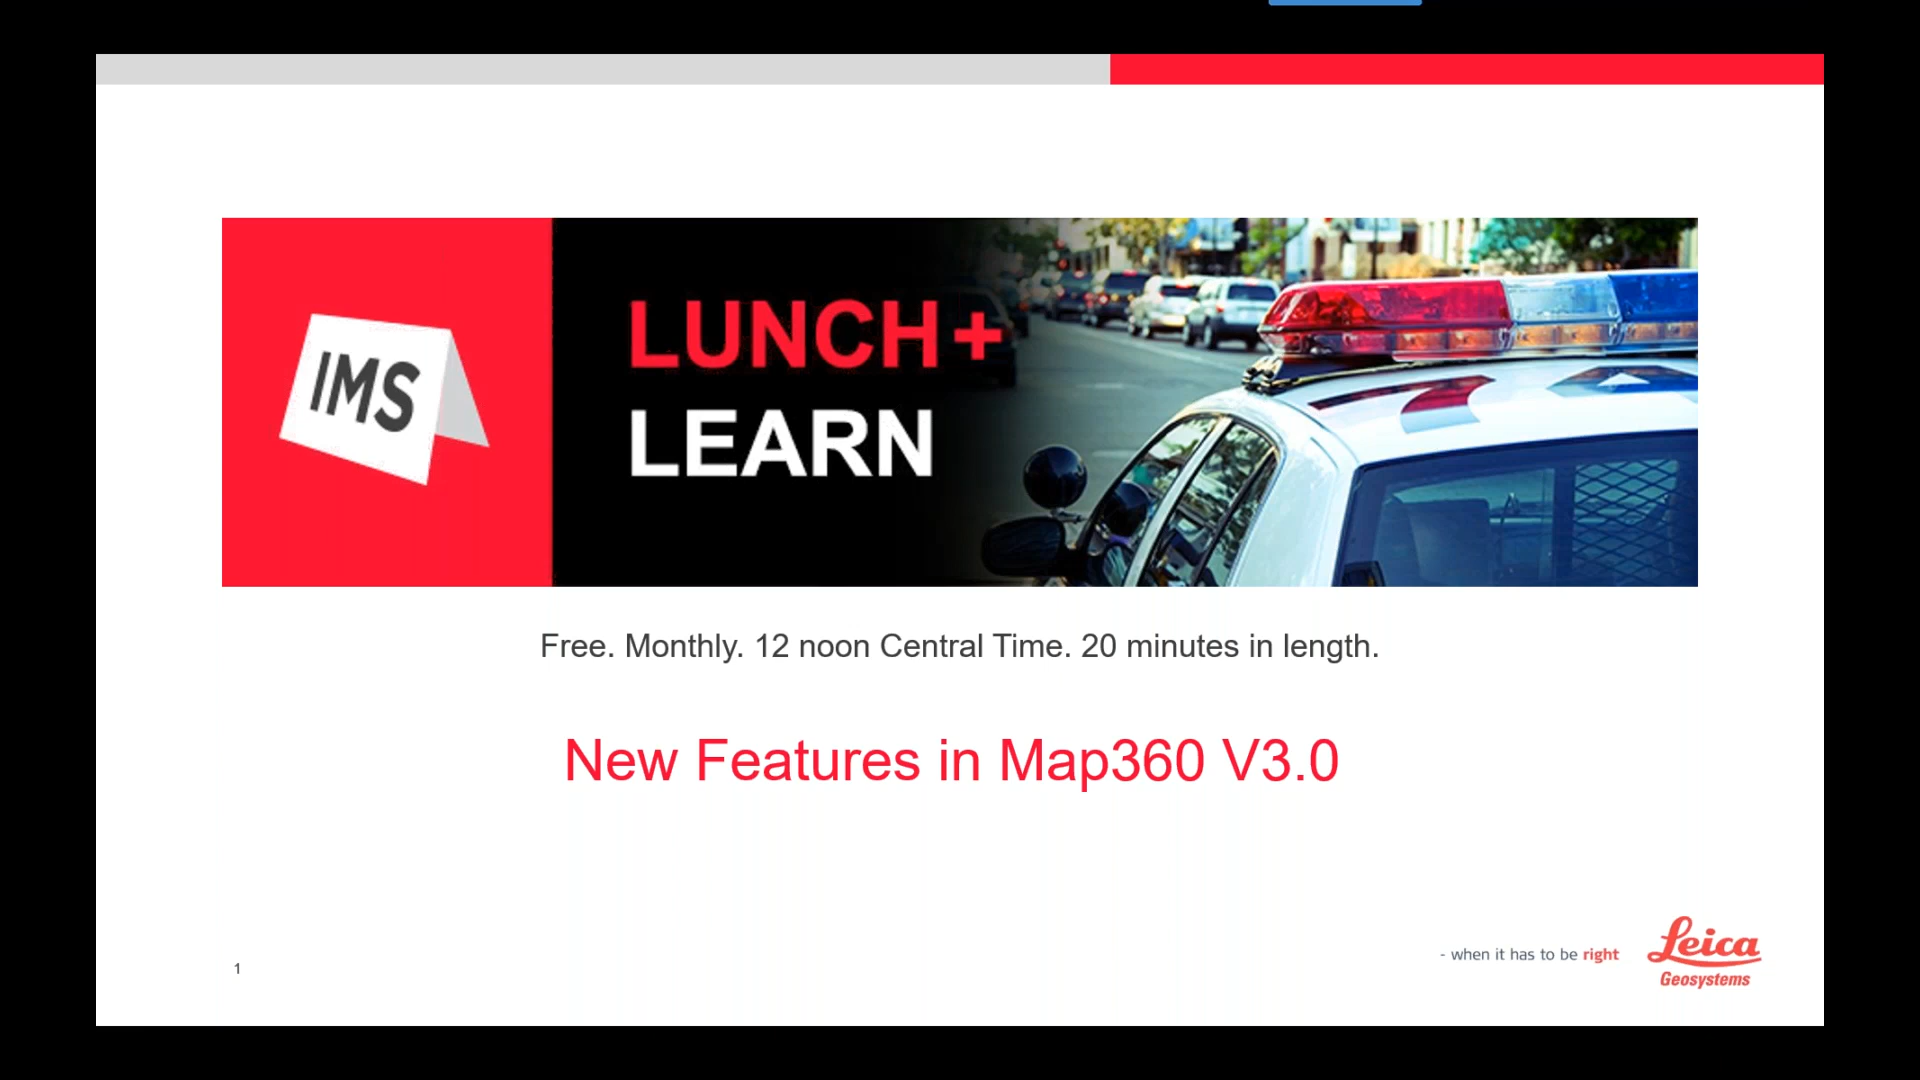 IMS
LUNCH+
LEARN
Free. Monthly. 12 noon Central Time. 20 minutes in length.
New Features in Map360 V3.0
1
- when it has to be right
Leica
Geosystems